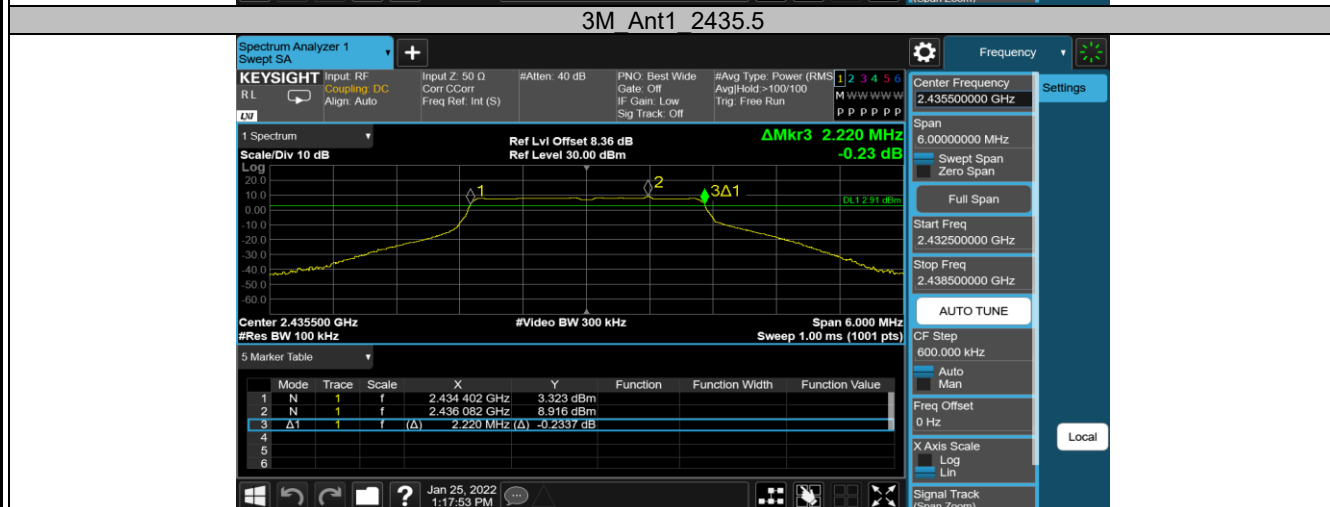 (Span Zoom)
3M_Ant1_2435.5
Spectrum Analyzer 1
Swept SA
Frequency
KEYSIGHT
RL
LXI
Input: RF
Coupling: DC
Align: Auto
Input Z: 50 Ω
Corr CCorr
Freq Ref: Int (S)
#Atten: 40 dB
PNO: Best Wide
Gate: Off
IF Gain: Low
Sig Track: Off
#Avg Type: Power (RMS
Avg|Hold:>100/100
Trig: Free Run
1 2 3 4 5 6
M W W W W W
P P P P P P
1 Spectrum
Scale/Div 10 dB
Ref Lvl Offset 8.36 dB
Ref Level 30.00 dBm
ΔMkr3 2.220 MHz
-0.23 dB
Log
20.0
10.0
0.00
-10.0
-20.0
-30.0
-40.0
-50.0
-60.0
1
2
3Δ1
DL1 2.91 dBm
Center 2.435500 GHz
#Video BW 300 kHz
Span 6.000 MHz
#Res BW 100 kHz
Sweep 1.00 ms (1001 pts)
5 Marker Table
Mode Trace Scale X Y Function Function Width Function Value
1 N 1 f 2.434 402 GHz 3.323 dBm
2 N 1 f 2.436 082 GHz 8.916 dBm
3 Δ1 1 f (Δ) 2.220 MHz (Δ) -0.2337 dB
4
5
6
Jan 25, 2022
1:17:53 PM
Center Frequency
2.435500000 GHz
Settings
Span
6.00000000 MHz
Swept Span
Zero Span
Full Span
Start Freq
2.432500000 GHz
Stop Freq
2.438500000 GHz
AUTO TUNE
CF Step
600.000 kHz
Auto
Man
Freq Offset
0 Hz
Local
X Axis Scale
Log
Lin
Signal Track
(Span Zoom)